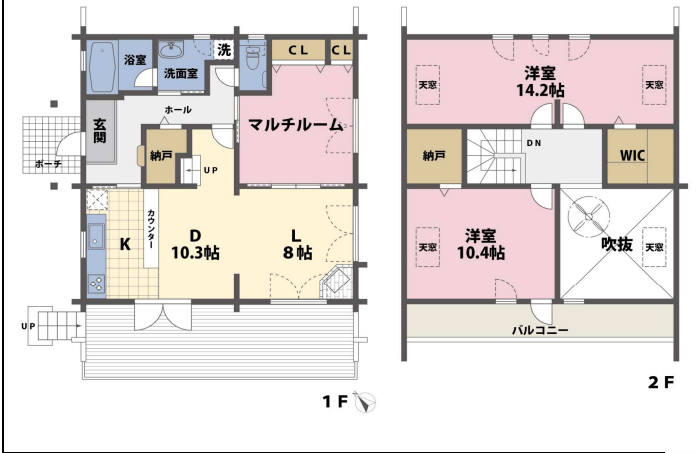 浴室
洗面室
洗
CL
CL
ホール
玄関
マルチルーム
ポーチ
納戸
UP
K
カウンター
D
10.3帖
L
8帖
UP
1F
天窓
洋室
14.2帖
天窓
納戸
DN
WIC
天窓
洋室
10.4帖
吹抜
天窓
バルコニー
2F